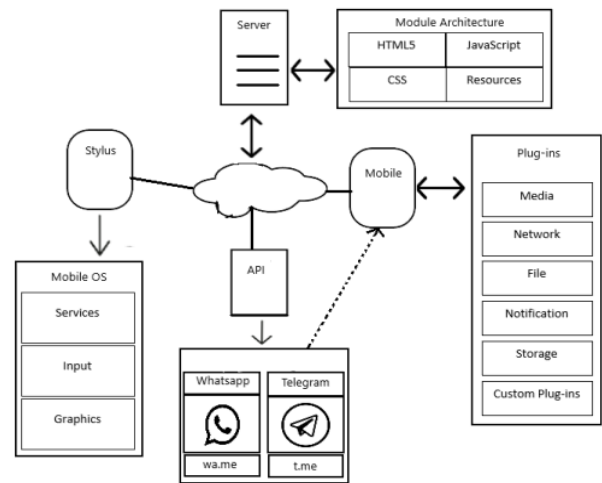 Server
Module Architecture
HTML5 JavaScript
CSS Resources
Stylus
Mobile
Plug-ins
Media
Network
File
Notification
Storage
Custom Plug-ins
API
Mobile OS
Services
Input
Graphics
Whatsapp Telegram
wa.me t.me